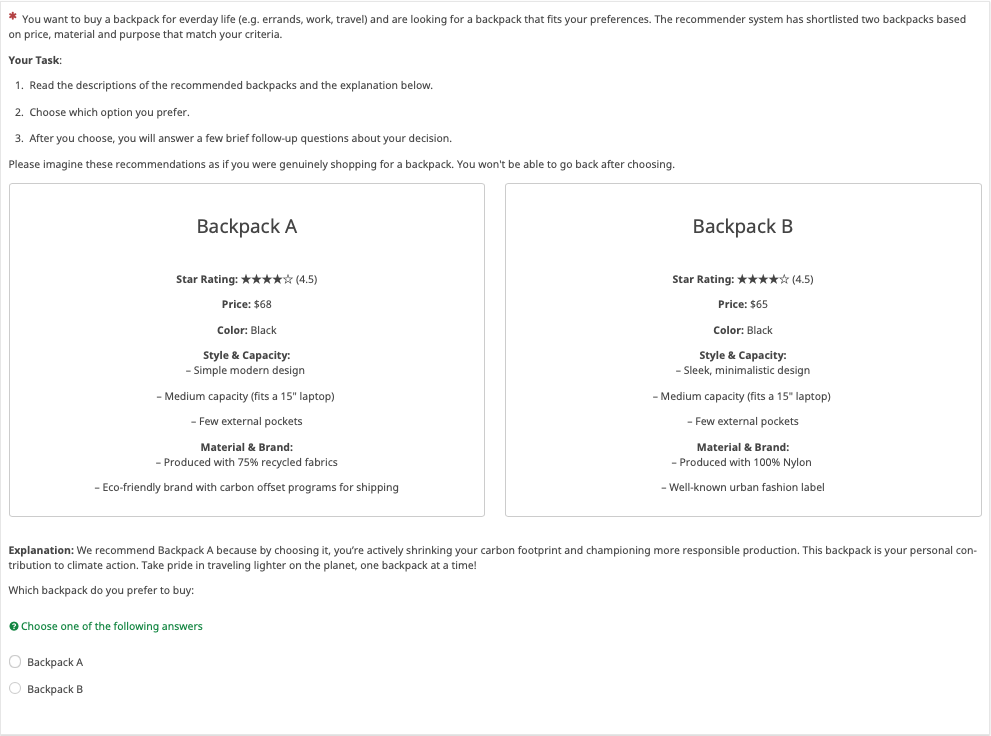 * You want to buy a backpack for everday life (e.g. errands, work, travel) and are looking for a backpack that fits your preferences. The recommender system has shortlisted two backpacks based
on price, material and purpose that match your criteria.
Your Task:
1. Read the descriptions of the recommended backpacks and the explanation below.
2. Choose which option you prefer.
3. After you choose, you will answer a few brief follow-up questions about your decision.
Please imagine these recommendations as if you were genuinely shopping for a backpack. You won't be able to go back after choosing.
Backpack A
Star Rating: ★★★★☆ (4.5)
Price: $68
Color: Black
Style & Capacity:
– Simple modern design
– Medium capacity (fits a 15" laptop)
– Few external pockets
Material & Brand:
– Produced with 75% recycled fabrics
– Eco-friendly brand with carbon offset programs for shipping
Backpack B
Star Rating: ★★★★☆ (4.5)
Price: $65
Color: Black
Style & Capacity:
– Sleek, minimalistic design
– Medium capacity (fits a 15" laptop)
– Few external pockets
Material & Brand:
– Produced with 100% Nylon
– Well-known urban fashion label
Explanation: We recommend Backpack A because by choosing it, you're actively shrinking your carbon footprint and championing more responsible production. This backpack is your personal con-
tribution to climate action. Take pride in traveling lighter on the planet, one backpack at a time!
Which backpack do you prefer to buy:
? Choose one of the following answers
Backpack A
Backpack B